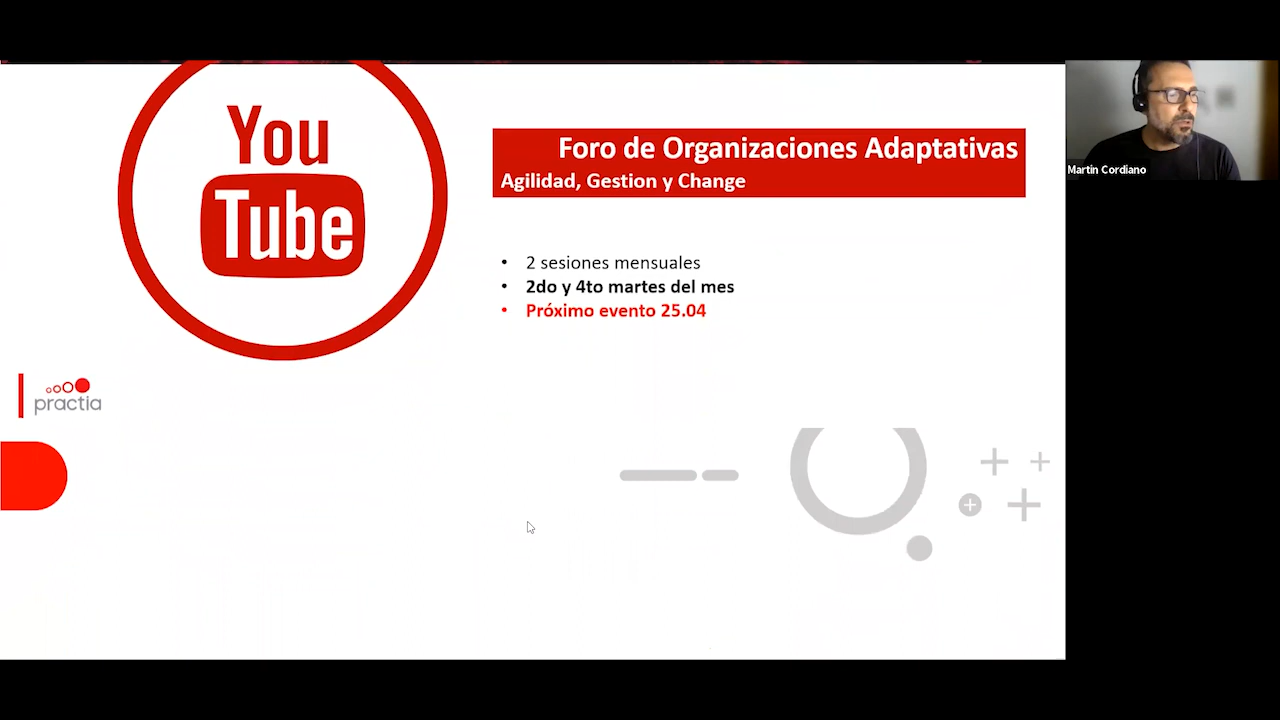 You
Tube
Foro de Organizaciones Adaptativas
Agilidad, Gestion y Change
• 2 sesiones mensuales
• 2do y 4to martes del mes
• Próximo evento 25.04
practia
Martín Cordiano